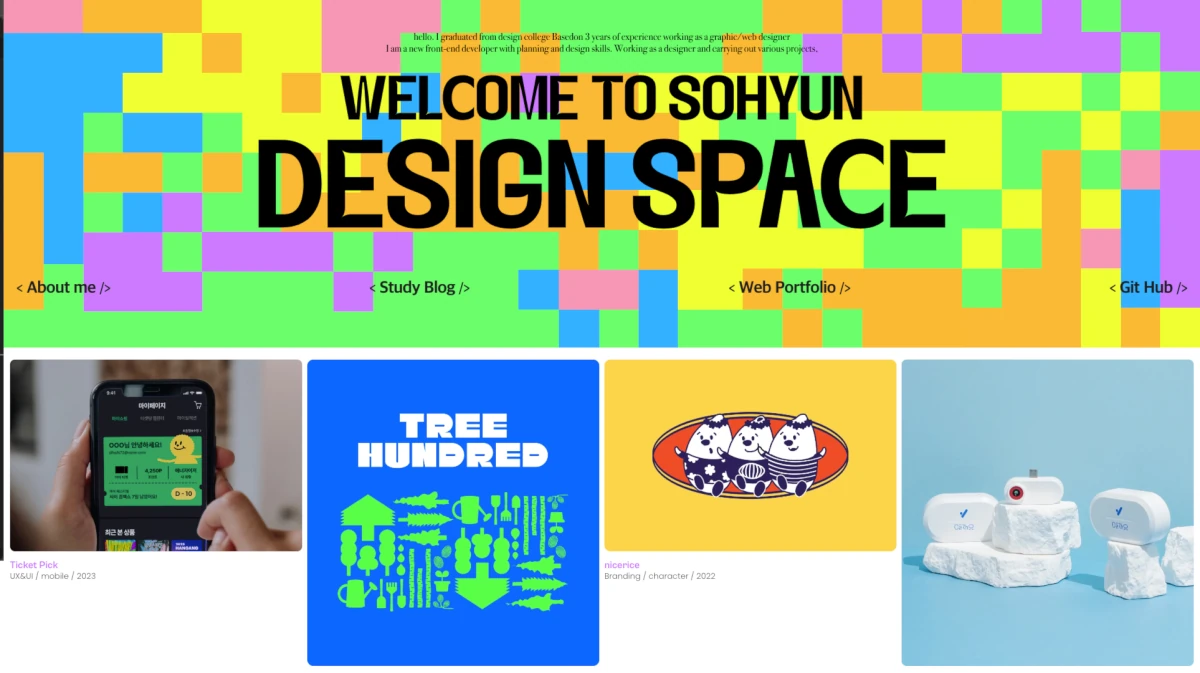 hello. I graduated from design college Basedon 3 years of experience working as a graphic/web designer
I am a new front-end developer with planning and design skills. Working as a designer and carrying out various projects,
WELCOME TO SOHYUN
DESIGN SPACE
< About me />
< Study Blog />
< Web Portfolio />
< Git Hub />
9:41
마이페이지
OOO님 안녕하세요!
4,250P
D - 10
최근 본 상품
TREE
HUNDRED
Ticket Pick
UX&UI / mobile / 2023
nicerice
Branding / character / 2022